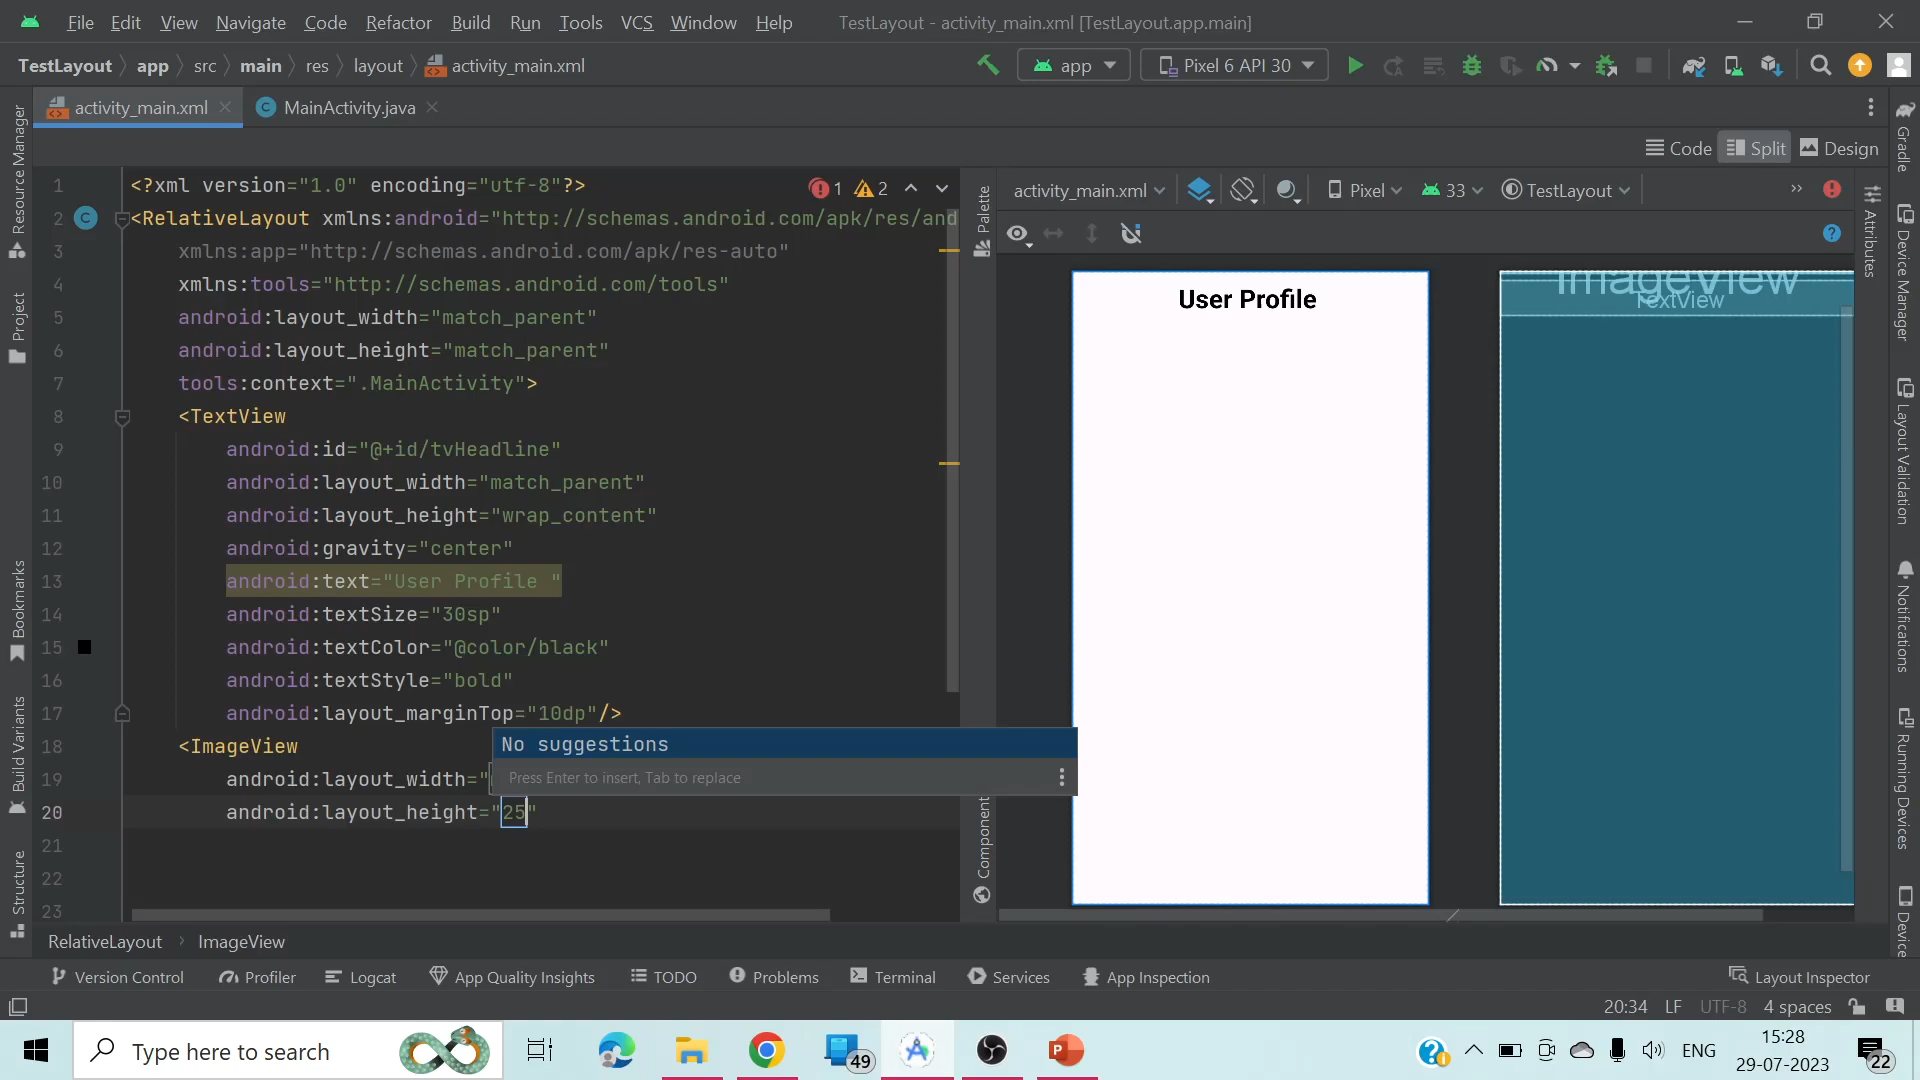 File Edit View Navigate Code Refactor Build Run Tools VCS Window Help TestLayout - activity_main.xml [TestLayout.app.main]
TestLayout app src main res layout activity_main.xml app Pixel 6 API 30
activity_main.xml MainActivity.java
Code Split Design
Resource Manager
Project
Bookmarks
Build Variants
Structure
1 <?xml version="1.0" encoding="utf-8"?>
1 2
2 <RelativeLayout xmlns:android="http://schemas.android.com/apk/res/and
3 xmlns:app="http://schemas.android.com/apk/res-auto"
4 xmlns:tools="http://schemas.android.com/tools"
5 android:layout_width="match_parent"
6 android:layout_height="match_parent"
7 tools:context=".MainActivity">
8 <TextView
9 android:id="@+id/tvHeadline"
10 android:layout_width="match_parent"
11 android:layout_height="wrap_content"
12 android:gravity="center"
13 android:text="User Profile "
14 android:textSize="30sp"
15 android:textColor="@color/black"
16 android:textStyle="bold"
17 android:layout_marginTop="10dp"/>
18 <ImageView
19 android:layout_width="
20 android:layout_height="25"
21
22
23
No suggestions
Press Enter to insert, Tab to replace
Palette
Component
activity_main.xml Pixel 33 TestLayout
User Profile
ImageView
TextView
Attributes
Gradle
Device Manager
Layout Validation
Notifications
Running Devices
Device
RelativeLayout ImageView
Version Control Profiler Logcat App Quality Insights TODO Problems Terminal Services App Inspection Layout Inspector
20:34 LF UTF-8 4 spaces
Type here to search
49
ENG
15:28
29-07-2023
22